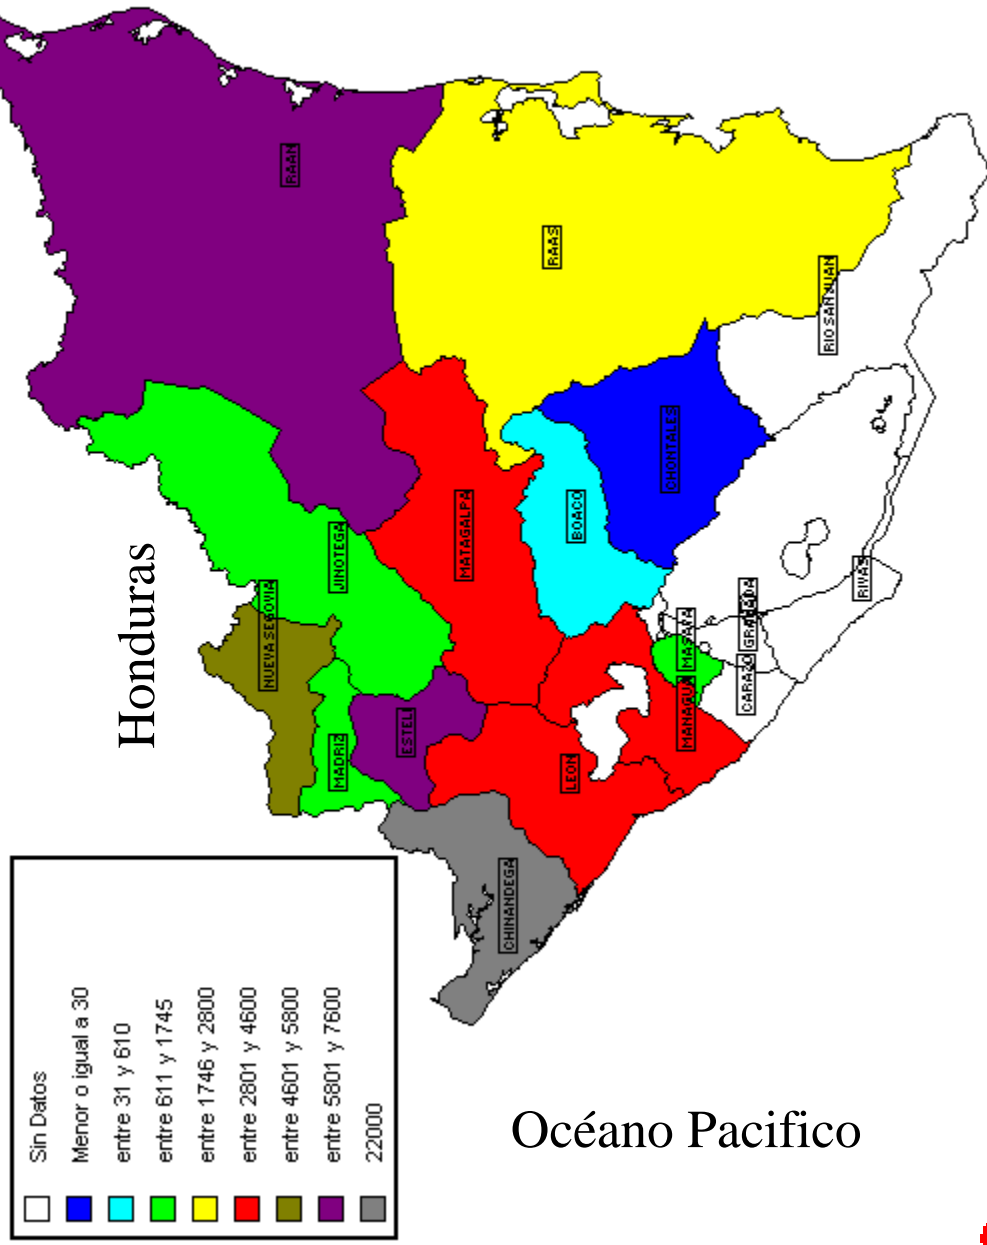 Honduras
Océano Pacifico
Sin Datos
Menor o igual a 30
entre 31 y 610
entre 611 y 1745
entre 1746 y 2800
entre 2801 y 4600
entre 4601 y 5800
entre 5801 y 7600
22000
RAAN
RAAS
RIO SAN JUAN
CHONTALES
BOACO
MATAGALPA
JINOTEGA
NUEVA SEGOVIA
MADRIZ
ESTELI
LEON
CHINANDEGA
MANAGUA
MASAYA
CARAZO
GRANADA
RIVAS